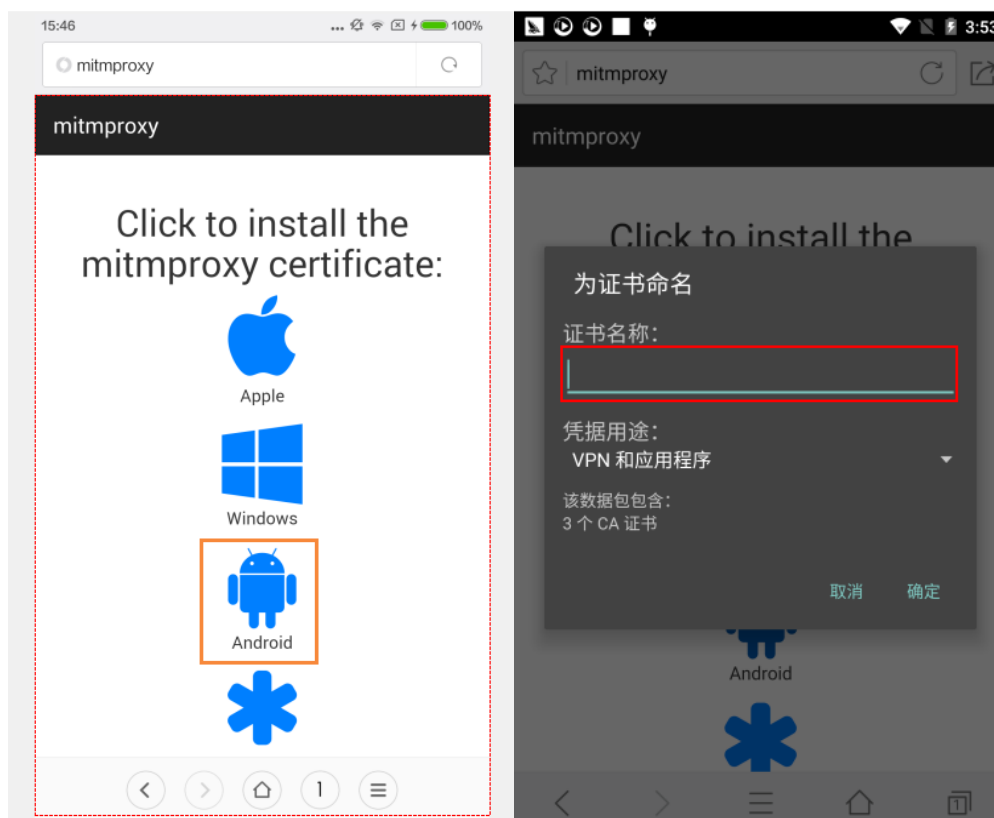 15:46
... 100%
mitmproxy
mitmproxy
Click to install the
mitmproxy certificate:
Apple
Windows
Android
1
3:53
mitmproxy
mitmproxy
Click to install the
为证书命名
证书名称：
凭据用途：
VPN 和应用程序
该数据包包含：
3 个 CA 证书
取消 确定
Android
1